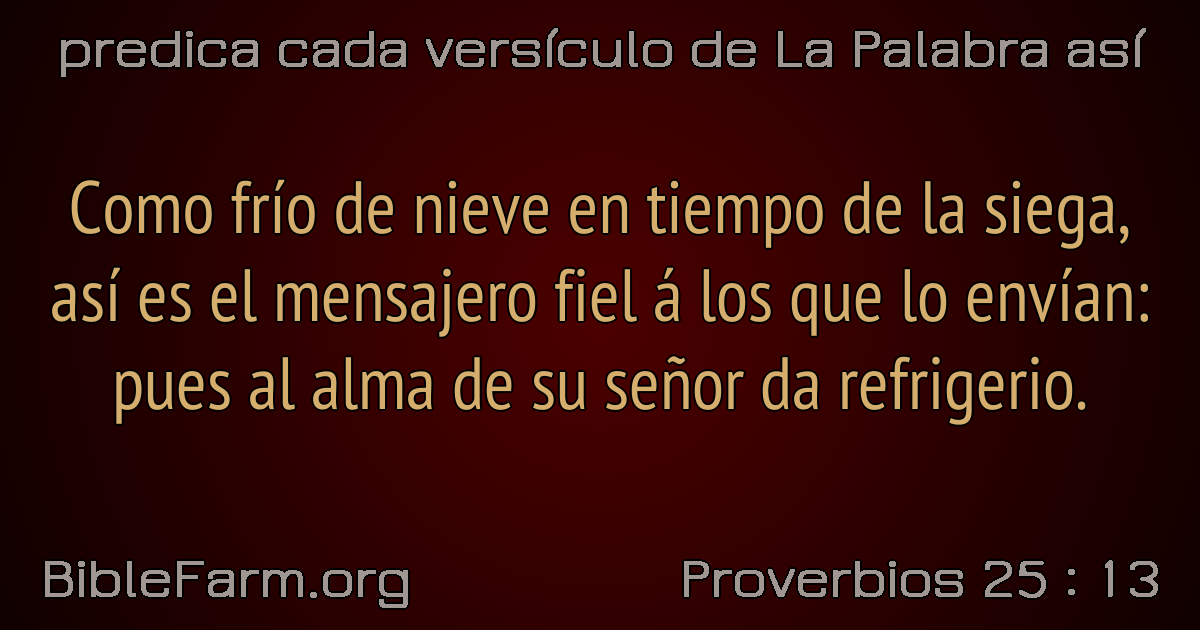 predica cada versículo de La Palabra así
Como frío de nieve en tiempo de la siega,
así es el mensajero fiel á los que lo envían:
pues al alma de su señor da refrigerio.
BibleFarm.org
Proverbios 25 : 13